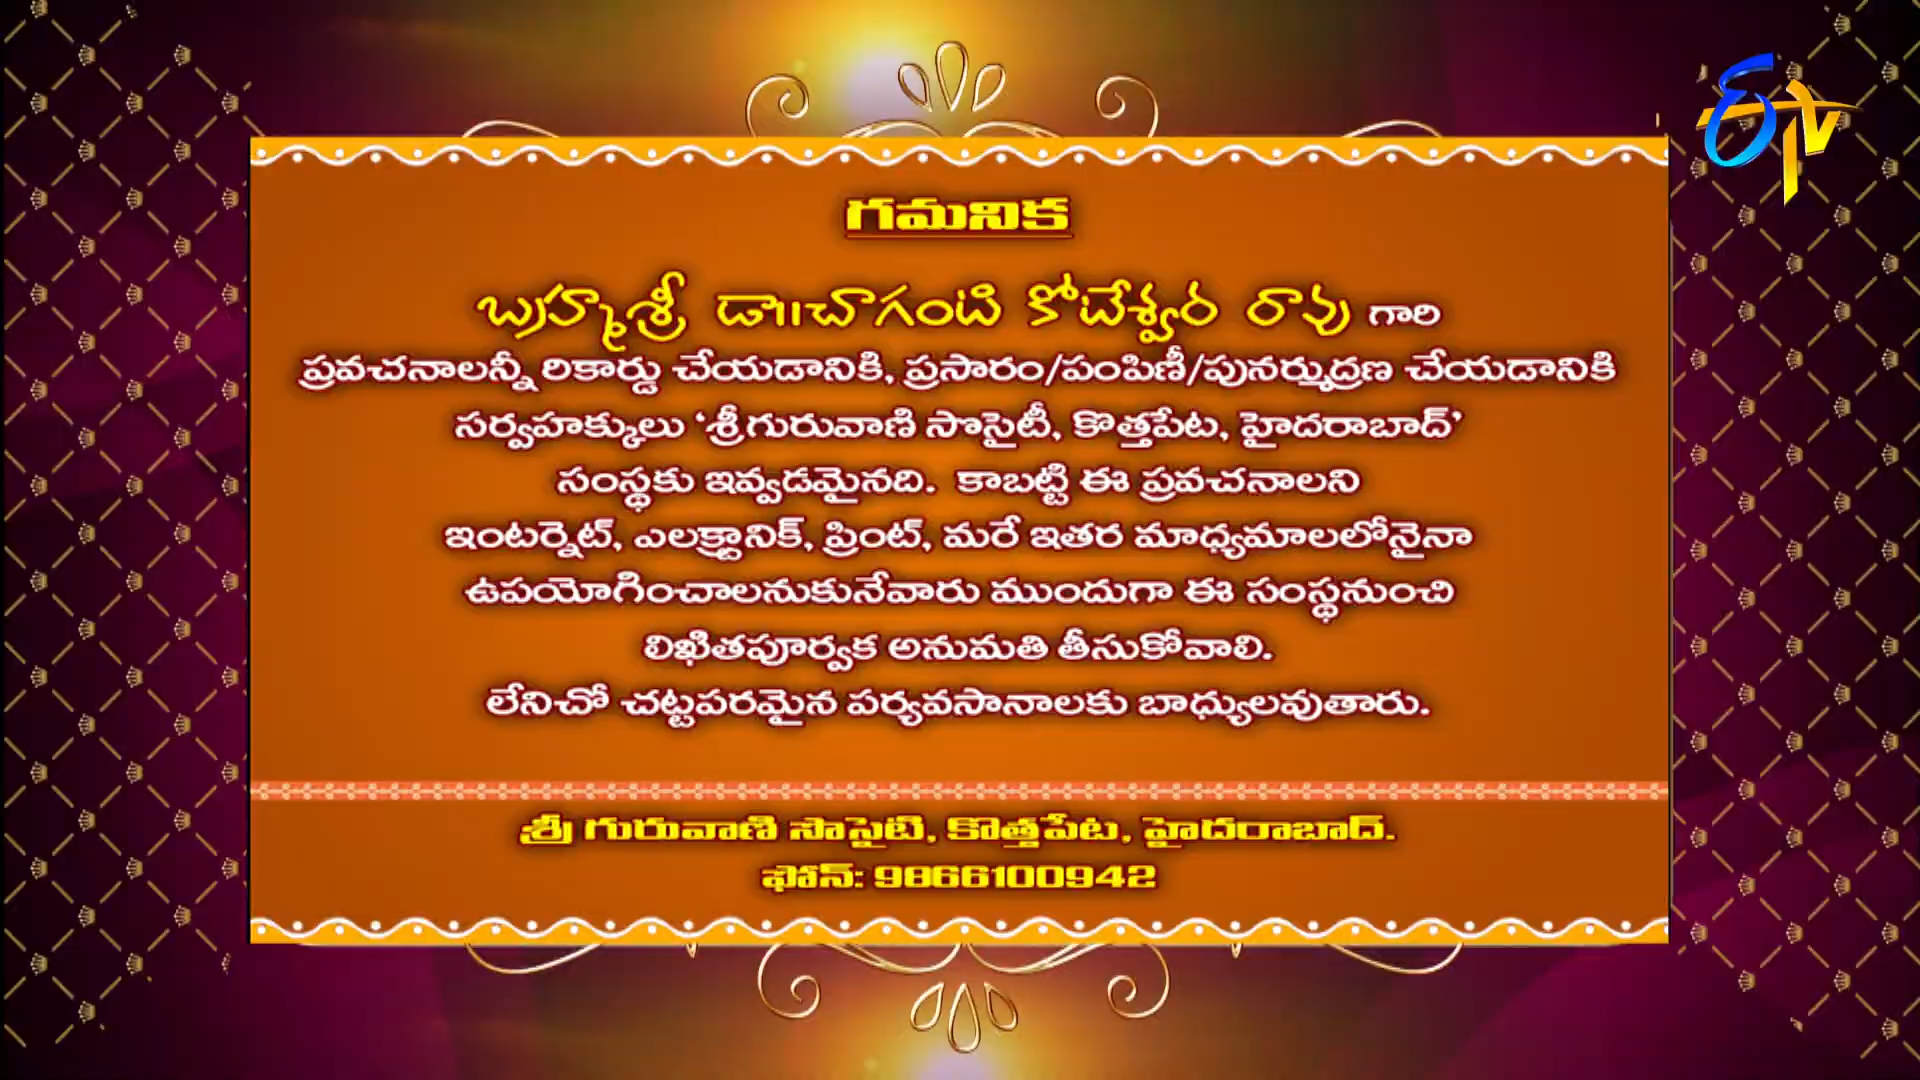 ETV
గమనిక
బ్రహ్మశ్రీ డా॥చాగంటి కోటేశ్వర రావు గారి
ప్రవచనాలన్నీ రికార్డు చేయడానికి, ప్రసారం/పంపిణీ/పునర్ముద్రణ చేయడానికి
సర్వహక్కులు ‘శ్రీగురువాణి సొసైటీ, కొత్తపేట, హైదరాబాద్’
సంస్థకు ఇవ్వడమైనది. కాబట్టి ఈ ప్రవచనాలని
ఇంటర్నెట్, ఎలక్ట్రానిక్, ప్రింట్, మరే ఇతర మాధ్యమాలలోనైనా
ఉపయోగించాలనుకునేవారు ముందుగా ఈ సంస్థనుంచి
లిఖితపూర్వక అనుమతి తీసుకోవాలి.
లేనిచో చట్టపరమైన పర్యవసానాలకు బాధ్యులవుతారు.
శ్రీ గురువాణి సొసైటి, కొత్తపేట, హైదరాబాద్.
ఫోన్: 9866100942